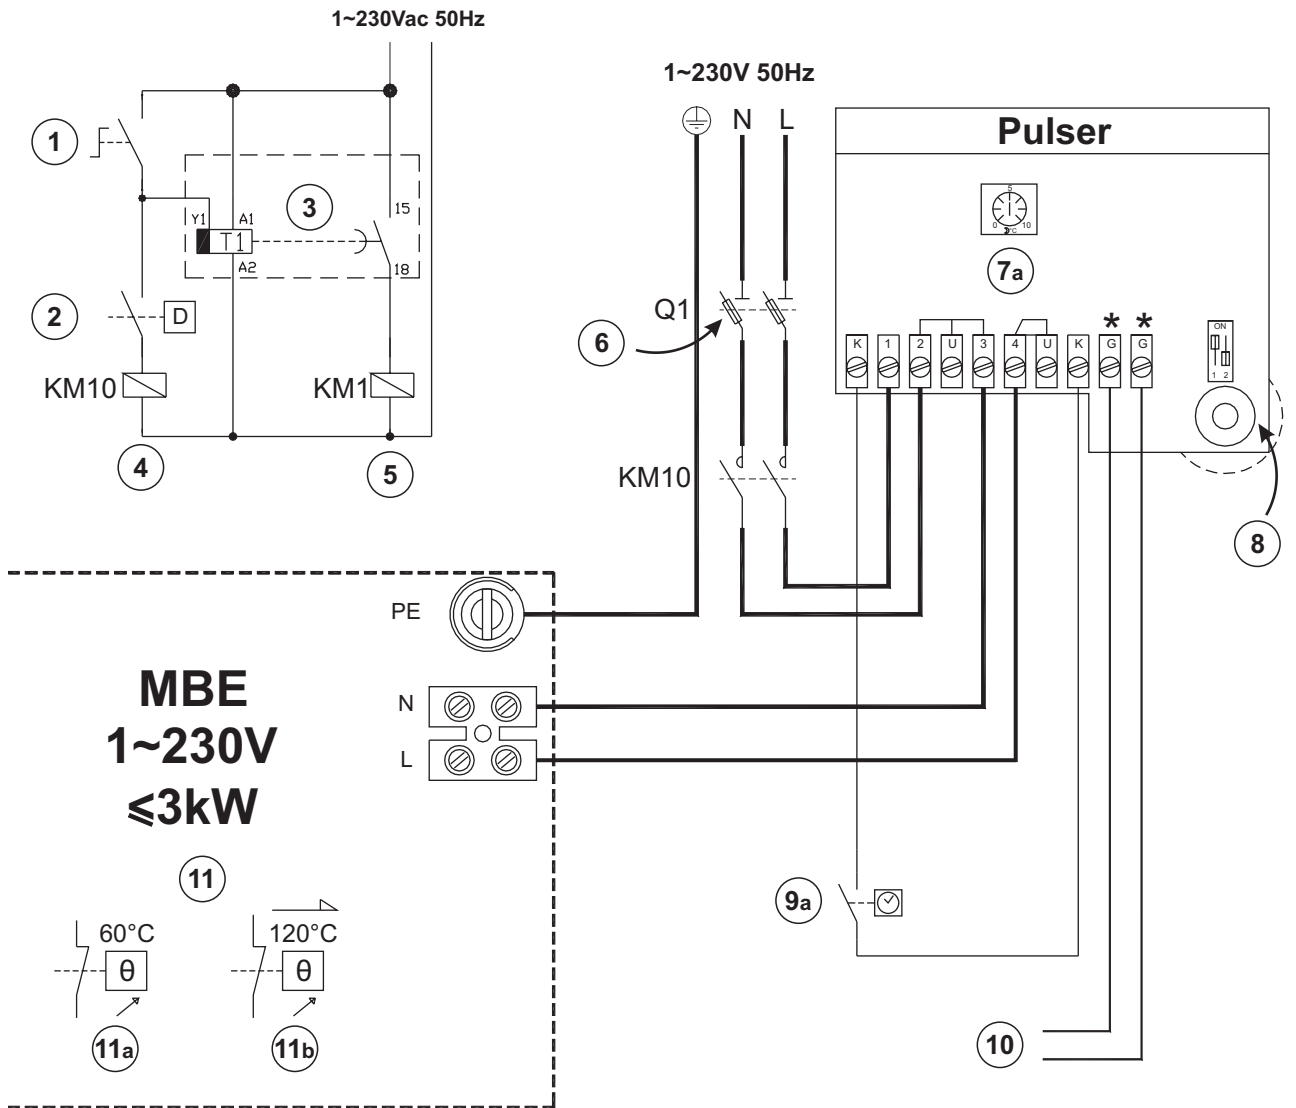 1~230Vac 50Hz
1
3
Y1
A1
T1
A2
15
18
2
D
KM10
KM1
4
5
1~230V 50Hz
N
L
Q1
6
KM10
Pulser
5
0
10
°C
7a
* *
K
1
2
U
3
4
U
K
G
G
ON
1 2
8
PE
N
L
MBE
1~230V
≤3kW
11
60°C
θ
11a
120°C
θ
11b
9a
10